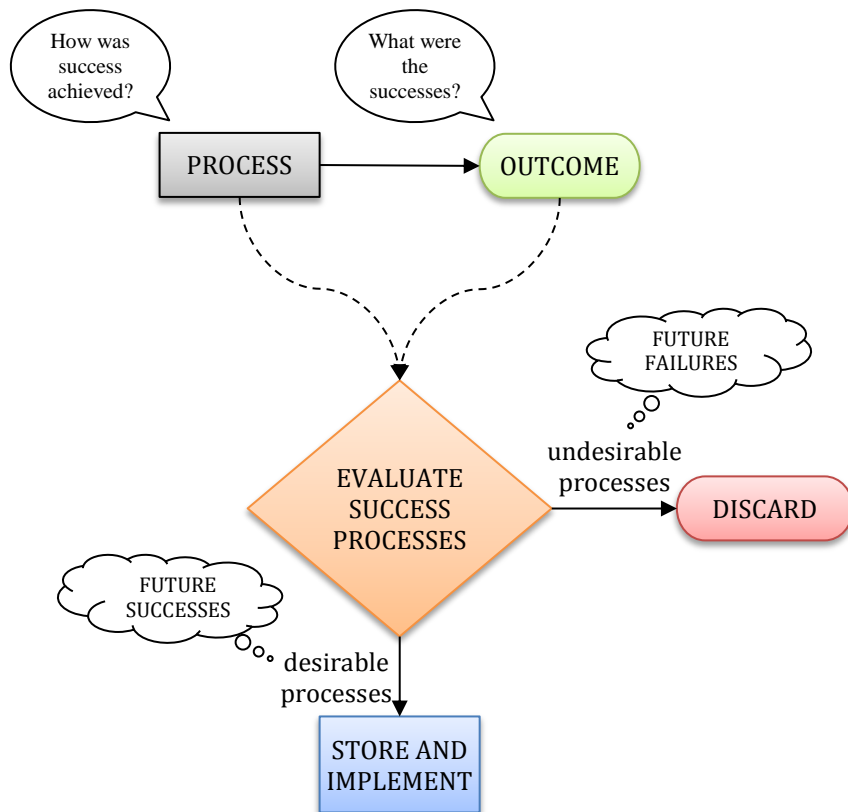 How was
success
achieved?
What were
the
successes?
PROCESS
OUTCOME
FUTURE
FAILURES
undesirable
processes
EVALUATE
SUCCESS
PROCESSES
DISCARD
FUTURE
SUCCESSES
desirable
processes
STORE AND
IMPLEMENT